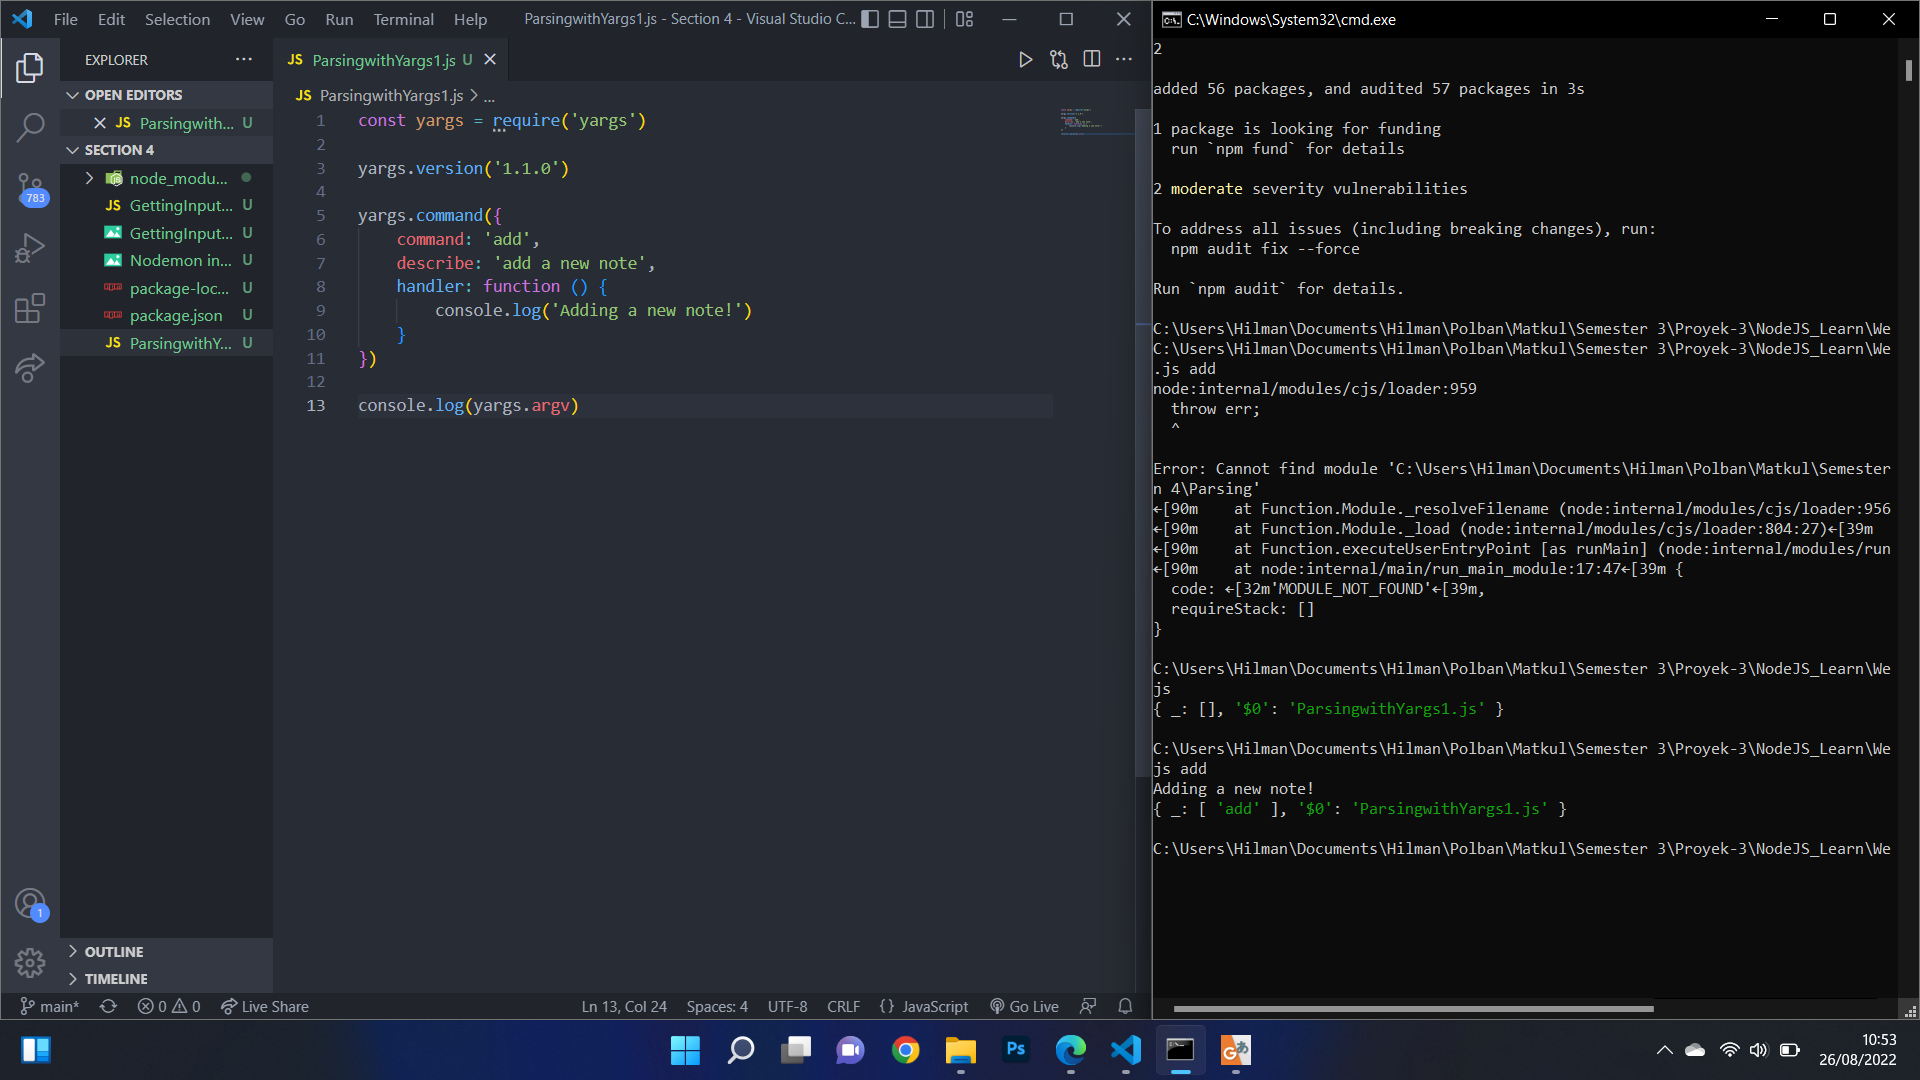 File Edit Selection View Go Run Terminal Help
ParsingwithYargs1.js - Section 4 - Visual Studio C...
EXPLORER
OPEN EDITORS
JS Parsingwith... U
SECTION 4
node_modu...
JS GettingInput... U
GettingInput... U
Nodemon in... U
package-loc... U
package.json U
JS ParsingwithY... U
OUTLINE
TIMELINE
783
1
JS ParsingwithYargs1.js U
JS ParsingwithYargs1.js > ...
1 const yargs = require('yargs')
2
3 yargs.version('1.1.0')
4
5 yargs.command({
6 command: 'add',
7 describe: 'add a new note',
8 handler: function () {
9 console.log('Adding a new note!')
10 }
11 })
12
13 console.log(yargs.argv)
main* 0 0 Live Share
Ln 13, Col 24 Spaces: 4 UTF-8 CRLF {} JavaScript Go Live
C:\Windows\System32\cmd.exe
2
added 56 packages, and audited 57 packages in 3s
1 package is looking for funding
run `npm fund` for details
2 moderate severity vulnerabilities
To address all issues (including breaking changes), run:
npm audit fix --force
Run `npm audit` for details.
C:\Users\Hilman\Documents\Hilman\Polban\Matkul\Semester 3\Proyek-3\NodeJS_Learn\We
C:\Users\Hilman\Documents\Hilman\Polban\Matkul\Semester 3\Proyek-3\NodeJS_Learn\We
.js add
node:internal/modules/cjs/loader:959
throw err;
^
Error: Cannot find module 'C:\Users\Hilman\Documents\Hilman\Polban\Matkul\Semester
n 4\Parsing'
←[90m    at Function.Module._resolveFilename (node:internal/modules/cjs/loader:956
←[90m    at Function.Module._load (node:internal/modules/cjs/loader:804:27)←[39m
←[90m    at Function.executeUserEntryPoint [as runMain] (node:internal/modules/run
←[90m    at node:internal/main/run_main_module:17:47←[39m {
code: ←[32m'MODULE_NOT_FOUND'←[39m,
requireStack: []
}
C:\Users\Hilman\Documents\Hilman\Polban\Matkul\Semester 3\Proyek-3\NodeJS_Learn\We
js
{ _: [], '$0': 'ParsingwithYargs1.js' }
C:\Users\Hilman\Documents\Hilman\Polban\Matkul\Semester 3\Proyek-3\NodeJS_Learn\We
js add
Adding a new note!
{ _: [ 'add' ], '$0': 'ParsingwithYargs1.js' }
C:\Users\Hilman\Documents\Hilman\Polban\Matkul\Semester 3\Proyek-3\NodeJS_Learn\We
Ps
10:53
26/08/2022